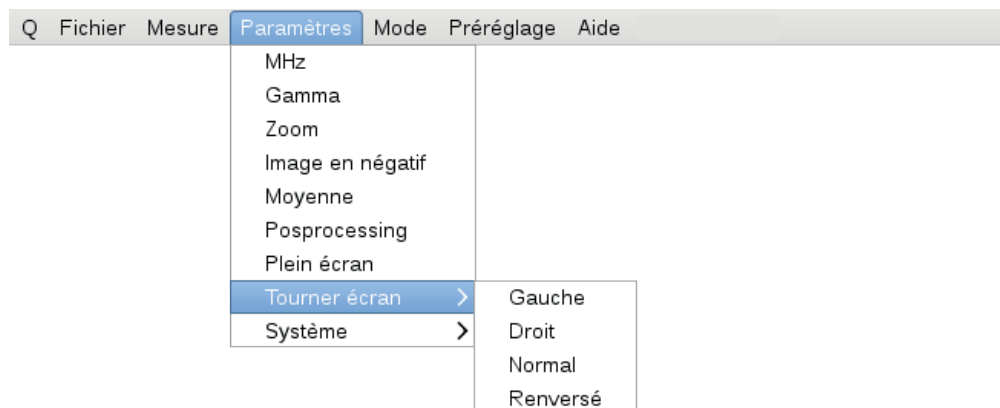 Q Fichier Mesure Paramètres Mode Préréglage Aide
MHz
Gamma
Zoom
Image en négatif
Moyenne
Posprocessing
Plein écran
Tourner écran > Gauche
Système > Droit
Normal
Renversé